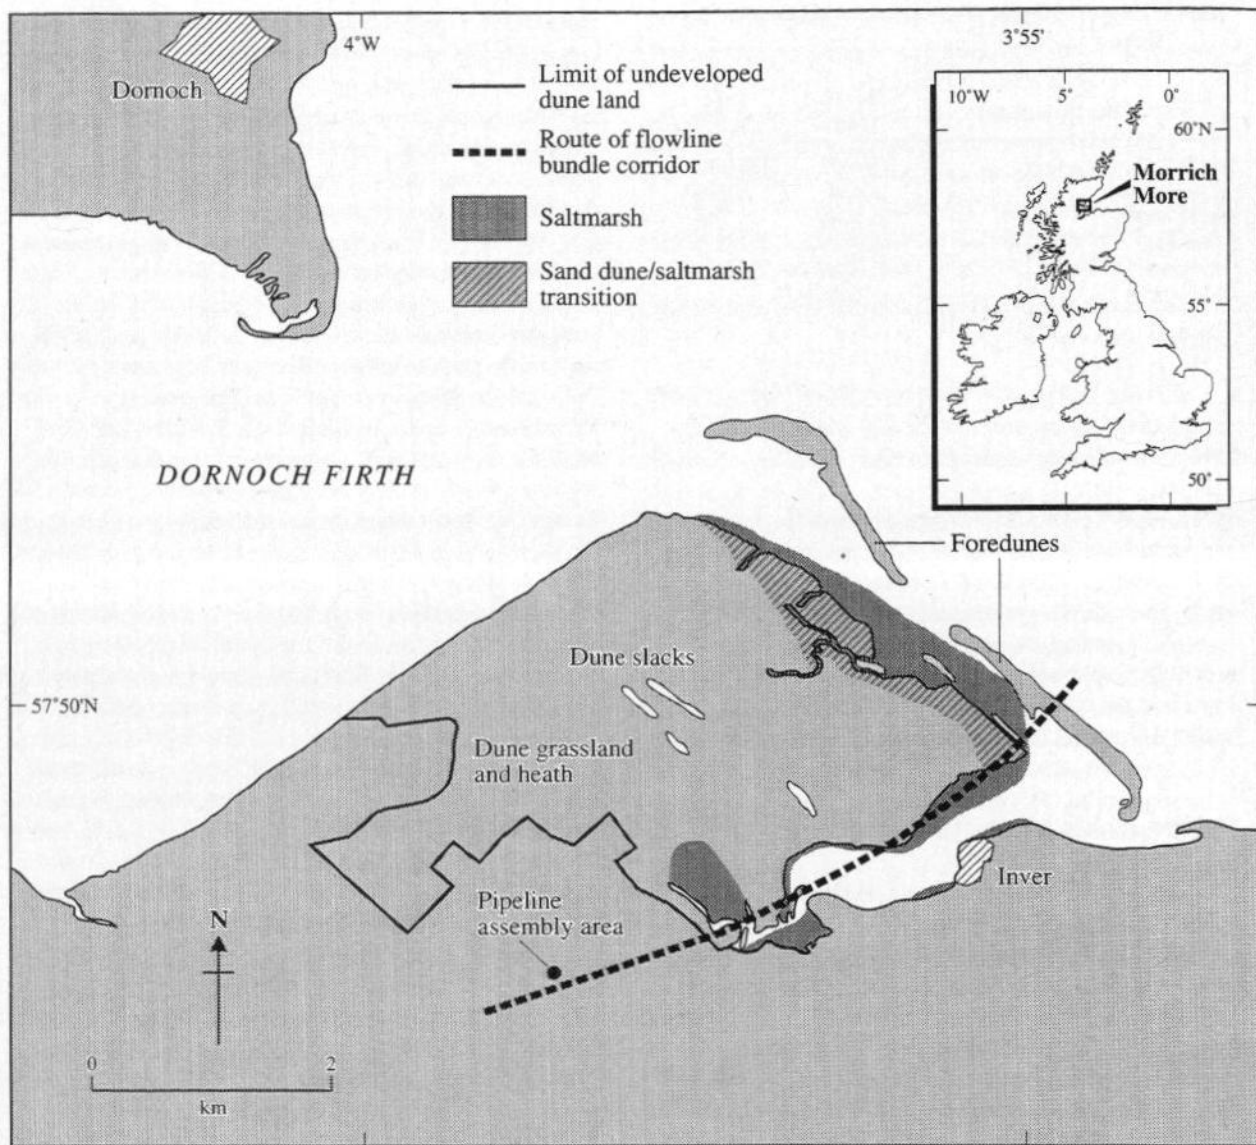 4°W
3°55'
Dornoch
Limit of undeveloped
dune land
Route of flowline
bundle corridor
Saltmarsh
Sand dune/saltmarsh
transition
10°W
5°
0°
60°N
Morrich
More
55°
50°
DORNOCH FIRTH
Foredunes
Dune slacks
57°50'N
Dune grassland
and heath
Inver
Pipeline
assembly area
N
0
2
km